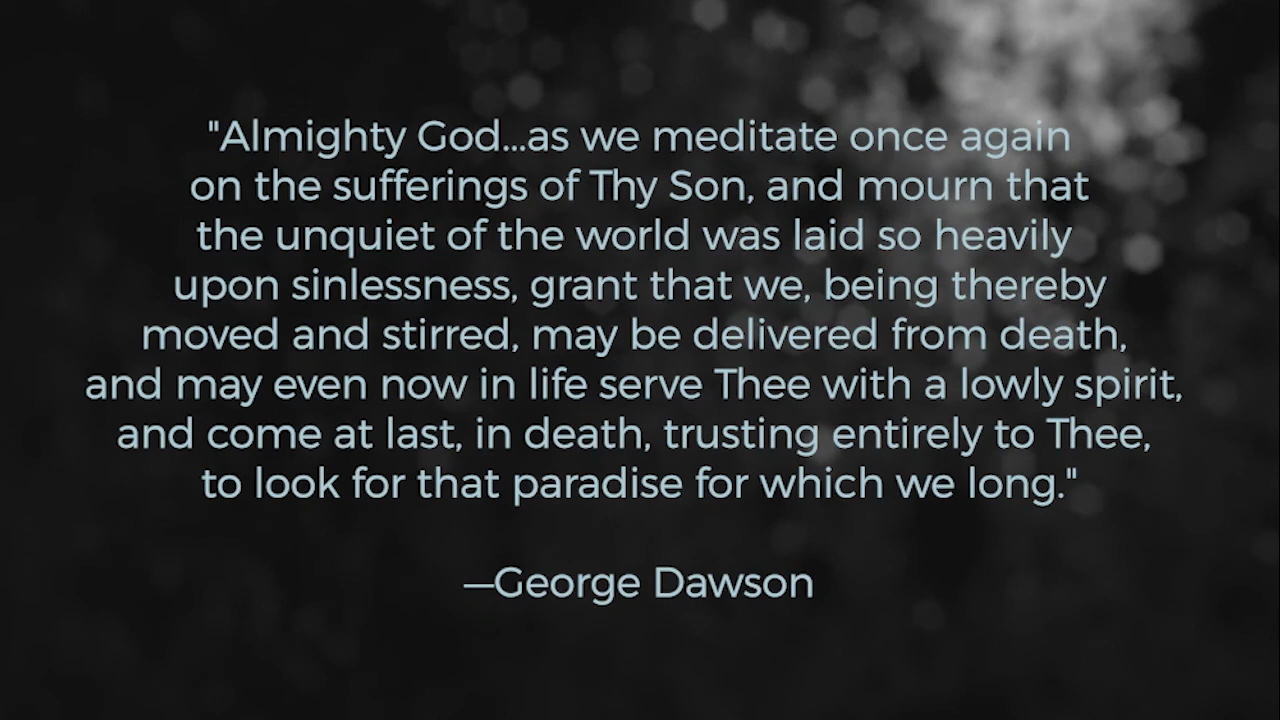 "Almighty God...as we meditate once again
on the sufferings of Thy Son, and mourn that
the unquiet of the world was laid so heavily
upon sinlessness, grant that we, being thereby
moved and stirred, may be delivered from death,
and may even now in life serve Thee with a lowly spirit,
and come at last, in death, trusting entirely to Thee,
to look for that paradise for which we long."
—George Dawson